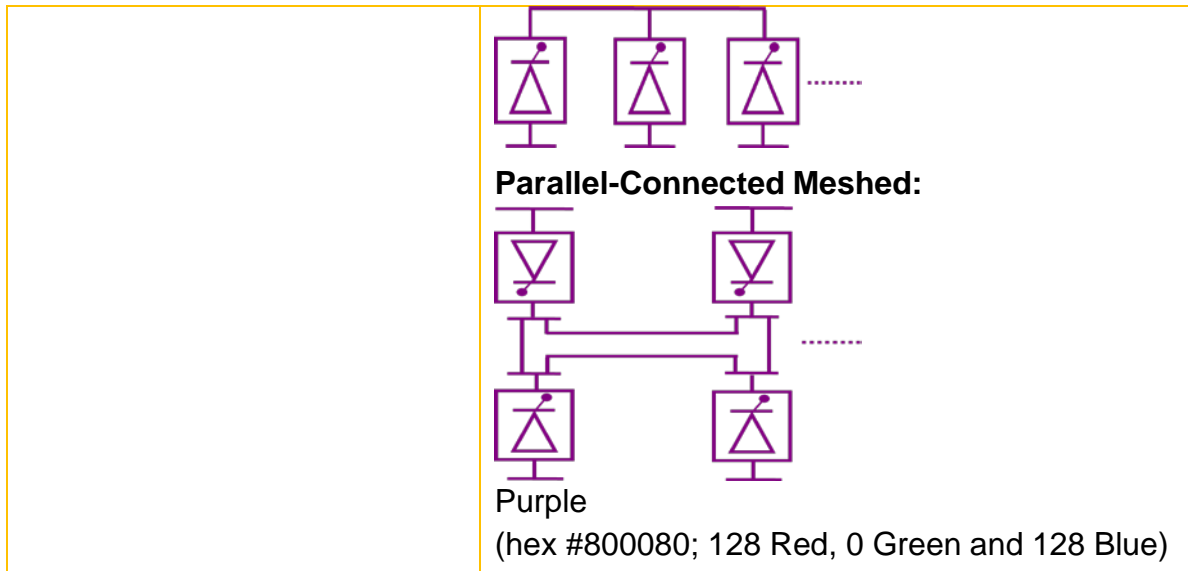 Parallel-Connected Meshed:
Purple
(hex #800080; 128 Red, 0 Green and 128 Blue)